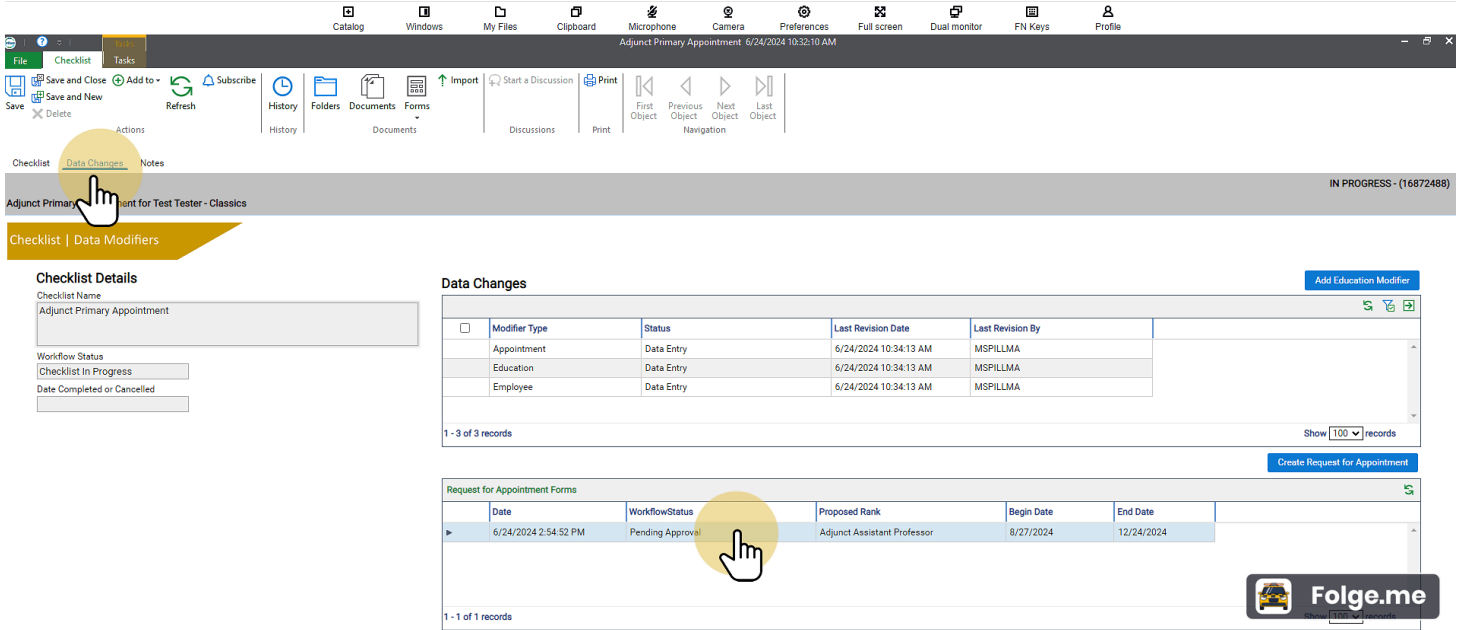 Catalog Windows My Files Clipboard Microphone Camera Preferences Full screen Dual monitor FN Keys Profile
Tasks
Adjunct Primary Appointment 6/24/2024 10:32:10 AM
File Checklist Tasks
Save
Save and Close
Save and New
Delete
Add to
Refresh
Subscribe
Actions
History
History
Folders
Documents
Forms
Import
Documents
Start a Discussion
Discussions
Print
Print
First Object
Previous Object
Next Object
Last Object
Navigation
Checklist Data Changes Notes
IN PROGRESS - (16872488)
Adjunct Primary ment for Test Tester - Classics
Checklist | Data Modifiers
Checklist Details
Checklist Name
Adjunct Primary Appointment
Workflow Status
Checklist In Progress
Date Completed or Cancelled
Data Changes
Add Education Modifier
Modifier Type Status Last Revision Date Last Revision By
Appointment Data Entry 6/24/2024 10:34:13 AM MSPILLMA
Education Data Entry 6/24/2024 10:34:13 AM MSPILLMA
Employee Data Entry 6/24/2024 10:34:13 AM MSPILLMA
1 - 3 of 3 records
Show 100 records
Create Request for Appointment
Request for Appointment Forms
Date WorkflowStatus Proposed Rank Begin Date End Date
6/24/2024 2:54:52 PM Pending Approval Adjunct Assistant Professor 8/27/2024 12/24/2024
1 - 1 of 1 records
Show 100 records
Folge.me